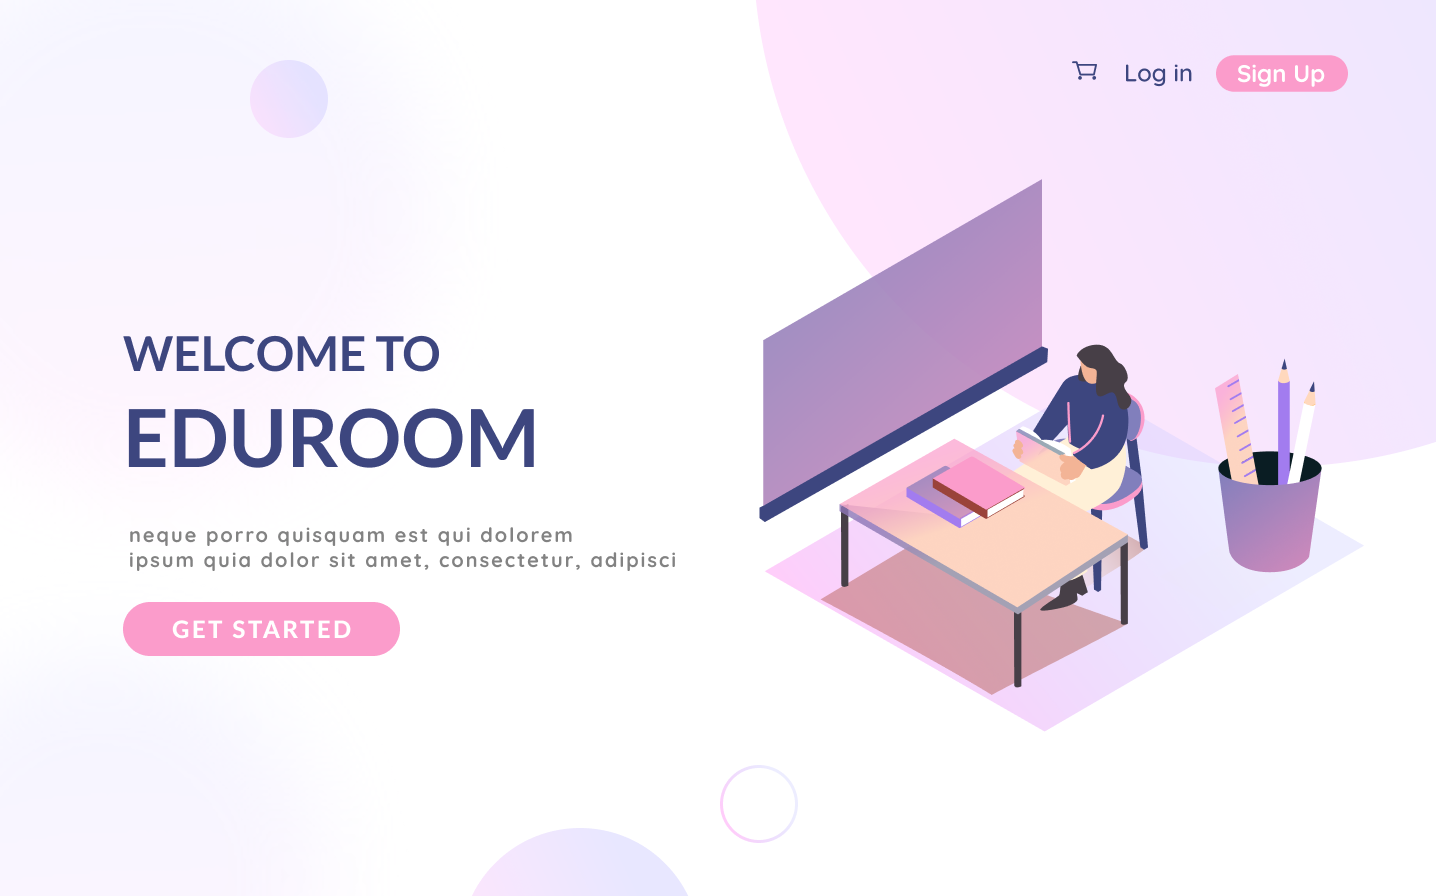 Log in
Sign Up
WELCOME TO
EDUROOM
neque porro quisquam est qui dolorem
ipsum quia dolor sit amet, consectetur, adipisci
GET STARTED